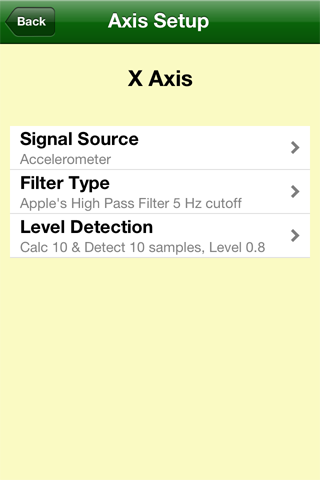 Back
Axis Setup
X Axis
Signal Source
Accelerometer
Filter Type
Apple's High Pass Filter 5 Hz cutoff
Level Detection
Calc 10 & Detect 10 samples, Level 0.8